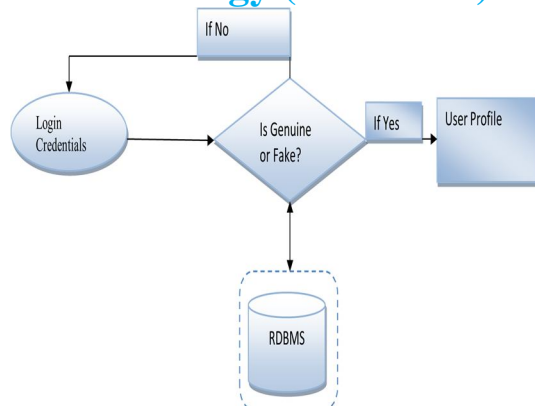 If No
Login
Credentials
Is Genuine
or Fake?
If Yes
User Profile
RDBMS